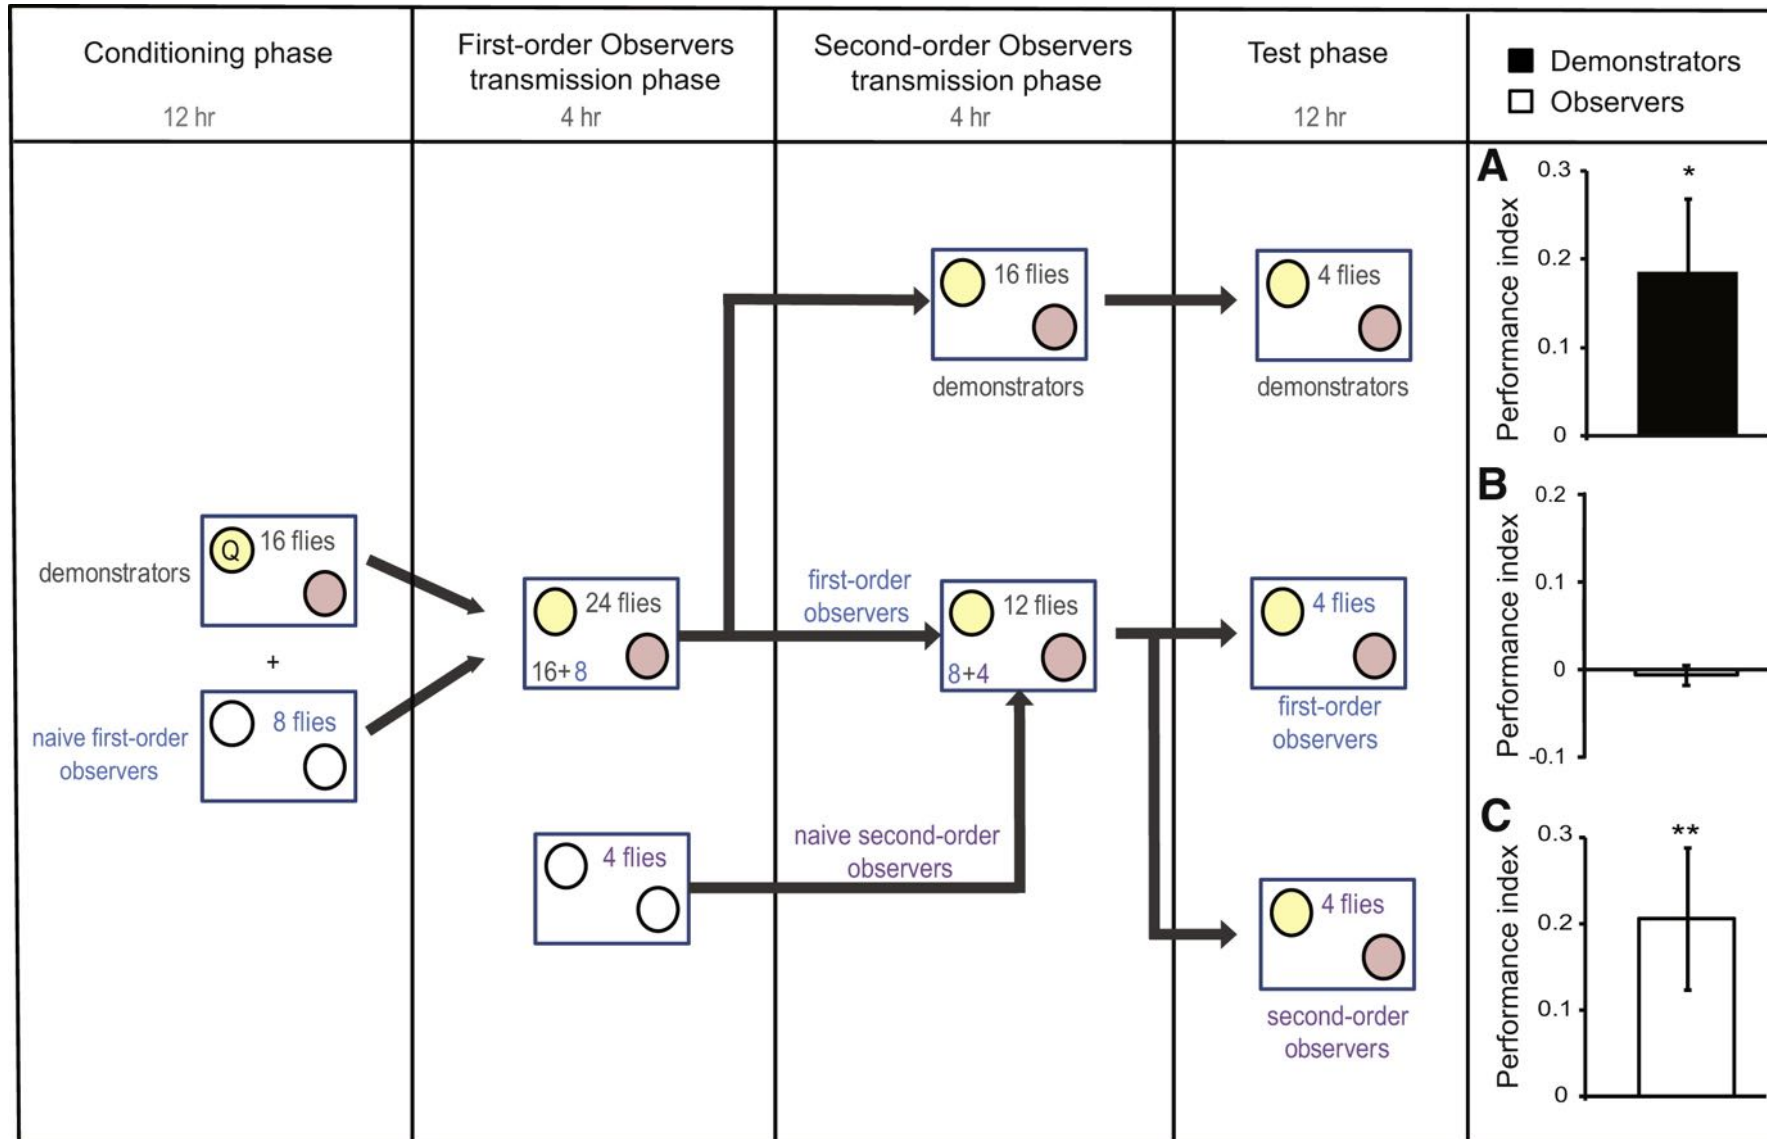 Conditioning phase
12 hr
First-order Observers
transmission phase
4 hr
Second-order Observers
transmission phase
4 hr
Test phase
12 hr
Demonstrators
Observers
demonstrators
Q
16 flies
+
naive first-order
observers
8 flies
24 flies
16+8
4 flies
16 flies
demonstrators
first-order
observers
12 flies
8+4
naive second-order
observers
4 flies
demonstrators
4 flies
first-order
observers
4 flies
second-order
observers
A
Performance index
0.3
0.2
0.1
0
*
B
Performance index
0.2
0.1
0
-0.1
C
Performance index
0.3
0.2
0.1
0
**